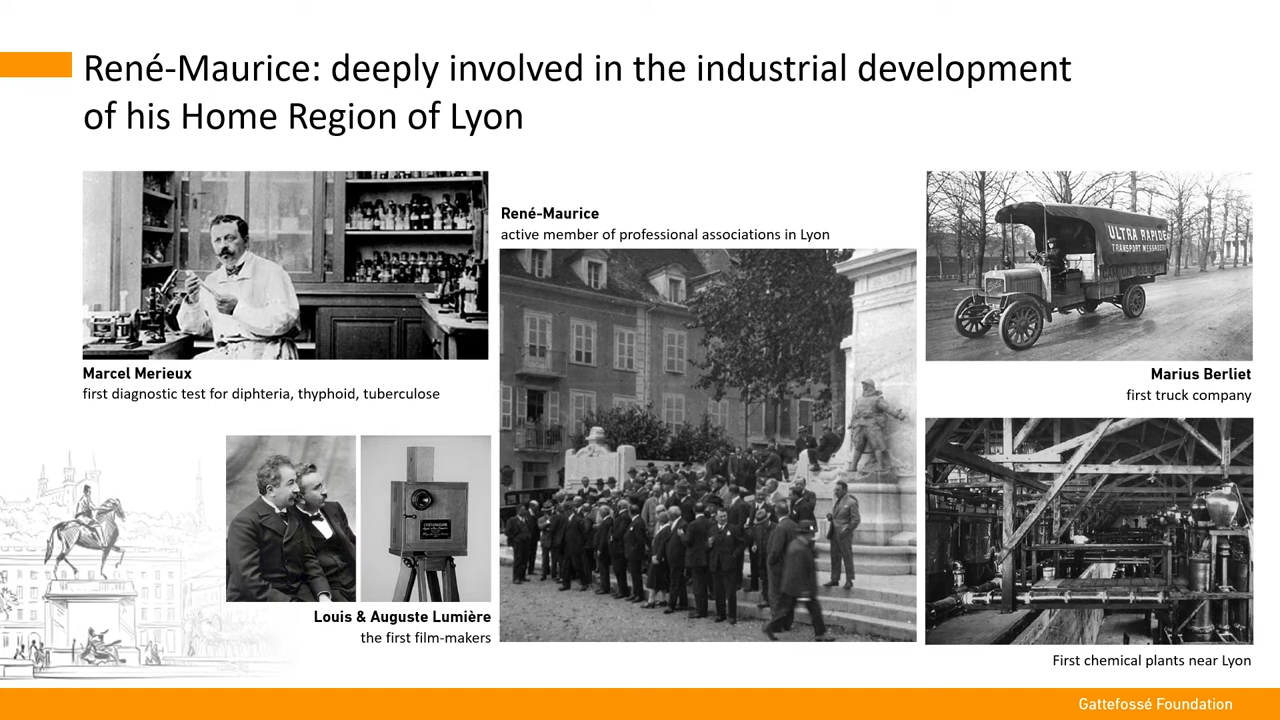 René-Maurice: deeply involved in the industrial development
of his Home Region of Lyon
René-Maurice
active member of professional associations in Lyon
ULTRA RAPIDE
TRANSPORT MESSAGERIES
Marcel Merieux
first diagnostic test for diphteria, thyphoid, tuberculose
Marius Berliet
first truck company
Louis & Auguste Lumière
the first film-makers
First chemical plants near Lyon
Gattefossé Foundation